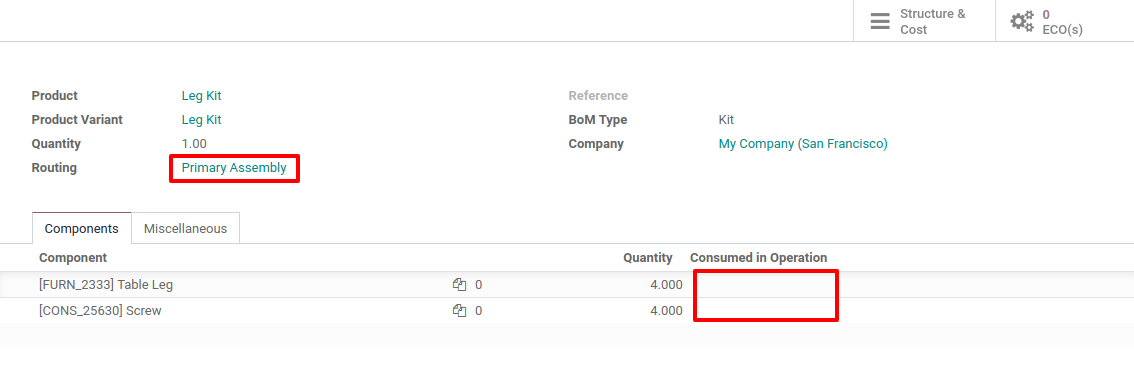 Structure & Cost
0 ECO(s)
Product Leg Kit Reference
Product Variant Leg Kit BoM Type Kit
Quantity 1.00 Company My Company (San Francisco)
Routing Primary Assembly
Components Miscellaneous
Component Quantity Consumed in Operation
[FURN_2333] Table Leg 0 4.000
[CONS_25630] Screw 0 4.000